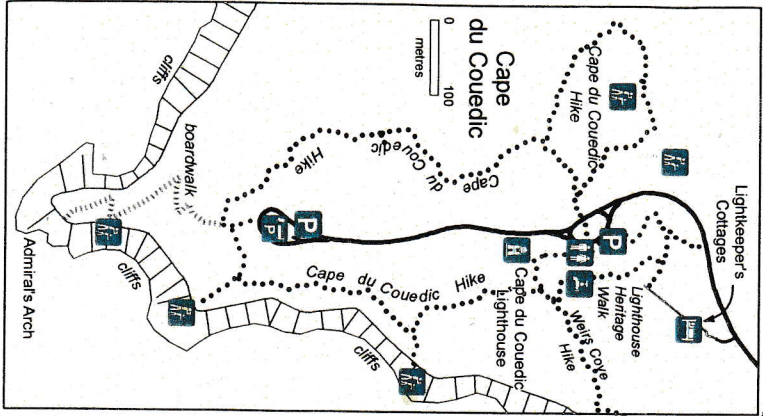 Cape
du Couedic
0
100
metres
Lightkeeper's
Cottages
Cape du Couedic
Hike
P
Lighthouse
Heritage
Walk
Weirs Cove
Hike
Cape du Couedic
Lighthouse
Cape
du Couedic
Hike
Cape du Couedic Hike
P
P
boardwalk
cliffs
cliffs
cliffs
Admiral's Arch